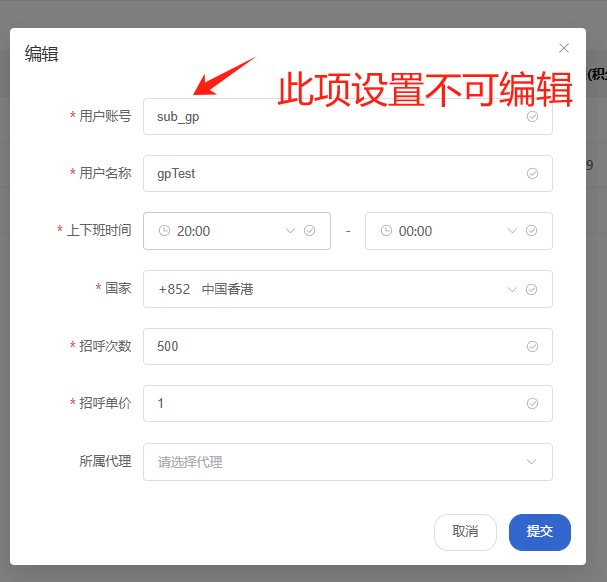 编辑
(积分
此项设置不可编辑
* 用户账号 sub_gp
* 用户名称 gpTest
9
* 上下班时间 20:00 - 00:00
* 国家 +852 中国香港
* 招呼次数 500
* 招呼单价 1
所属代理 请选择代理
取消 提交